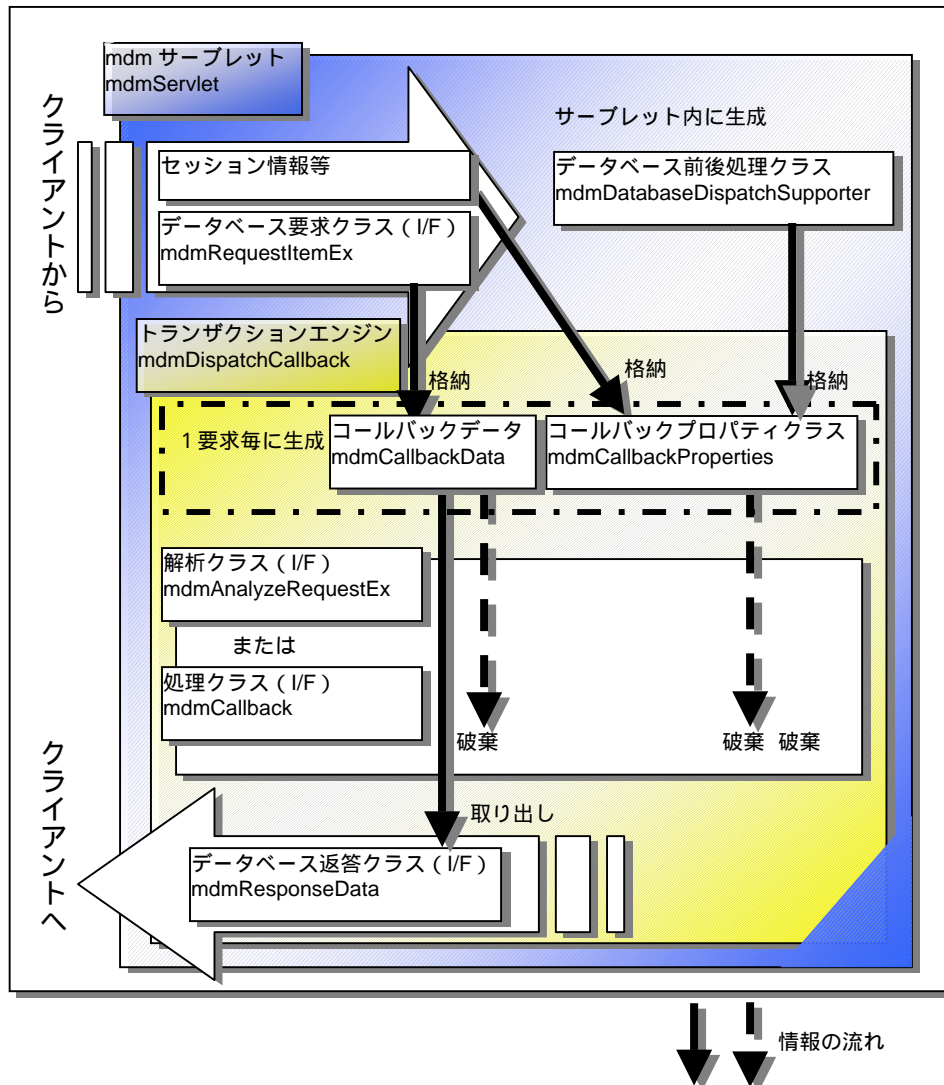 mdm サーブレット
mdmServlet
クライアントから
サーブレット内に生成
セッション情報等
データベース前後処理クラス
mdmDatabaseDispatchSupporter
データベース要求クラス（I/F）
mdmRequestItemEx
トランザクションエンジン
mdmDispatchCallback
格納
格納
格納
1 要求毎に生成
コールバックデータ
mdmCallbackData
コールバックプロパティクラス
mdmCallbackProperties
解析クラス（I/F）
mdmAnalyzeRequestEx
または
処理クラス（I/F）
mdmCallback
破棄
破棄 破棄
クライアントへ
取り出し
データベース返答クラス（I/F）
mdmResponseData
情報の流れ